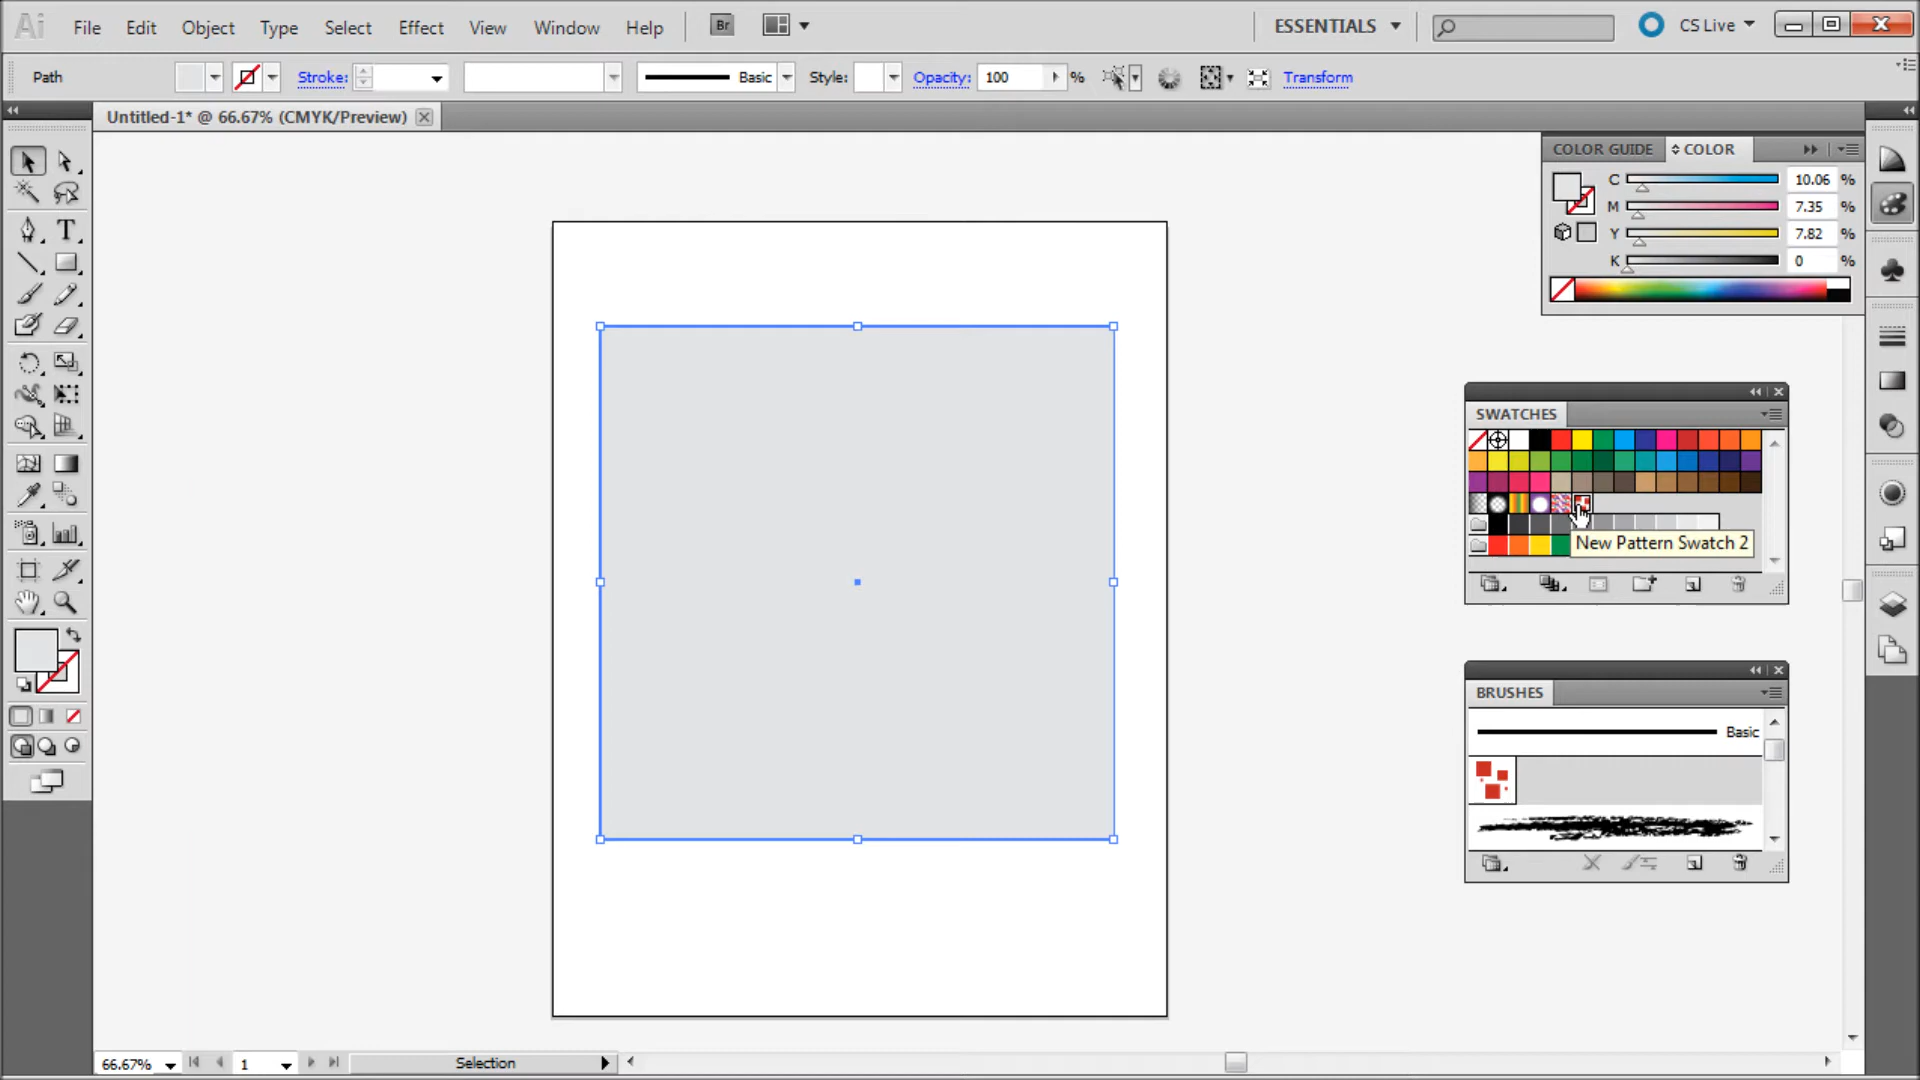 Ai File Edit Object Type Select Effect View Window Help Br ESSENTIALS CS Live
Path Stroke: Basic Style: Opacity: 100 % Transform
Untitled-1* @ 66.67% (CMYK/Preview)
COLOR GUIDE COLOR
C 10.06 %
M 7.35 %
Y 7.82 %
K 0 %
SWATCHES
New Pattern Swatch 2
BRUSHES
Basic
66.67% 1 Selection